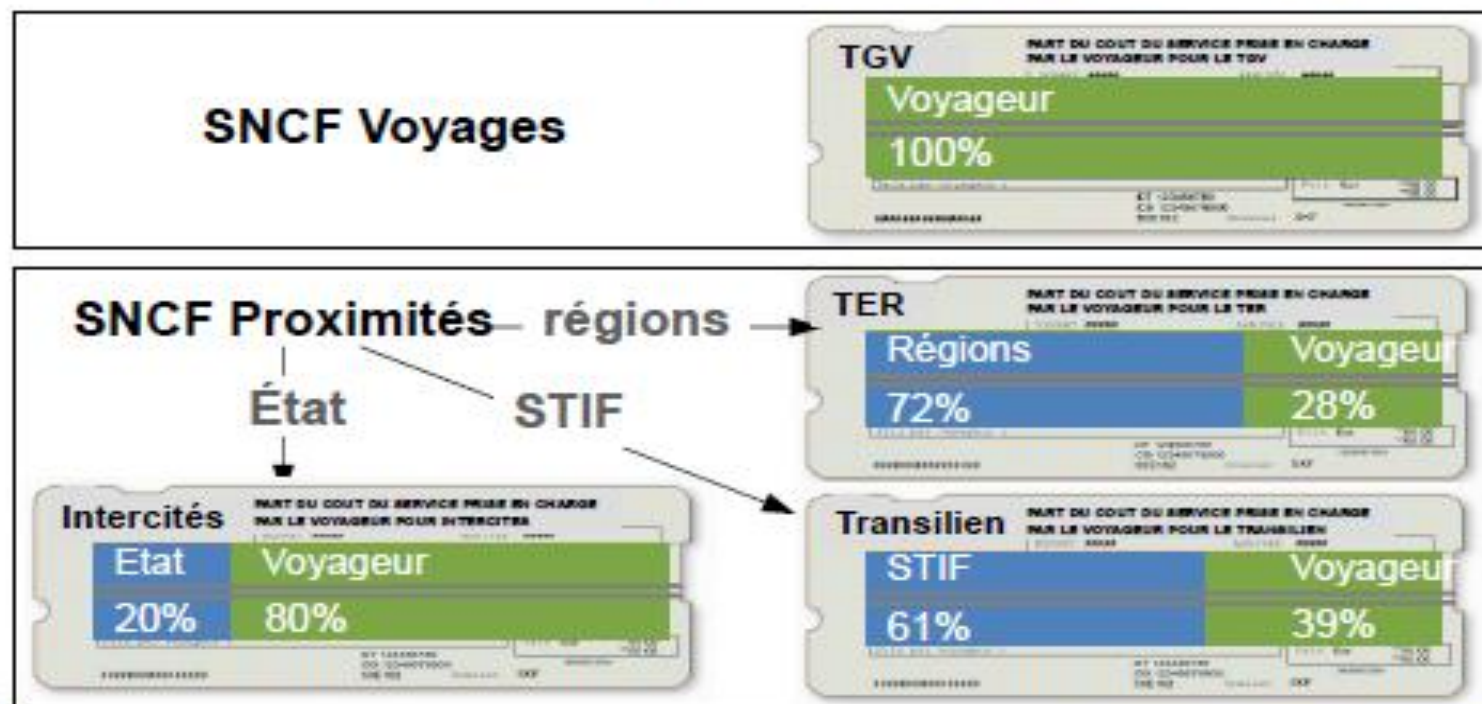 SNCF Voyages
TGV
PART DU COUT DU SERVICE PRISE EN CHARGE
PAR LE VOYAGEUR POUR LE TGV
Voyageur
100%
SNCF Proximités
régions
État
STIF
TER
PART DU COUT DU SERVICE PRISE EN CHARGE
PAR LE VOYAGEUR POUR LE TER
Régions Voyageur
72% 28%
Intercités
PART DU COUT DU SERVICE PRISE EN CHARGE
PAR LE VOYAGEUR POUR INTERCITES
Etat Voyageur
20% 80%
Transilien
PART DU COUT DU SERVICE PRISE EN CHARGE
PAR LE VOYAGEUR POUR LE TRANSILIEN
STIF Voyageur
61% 39%